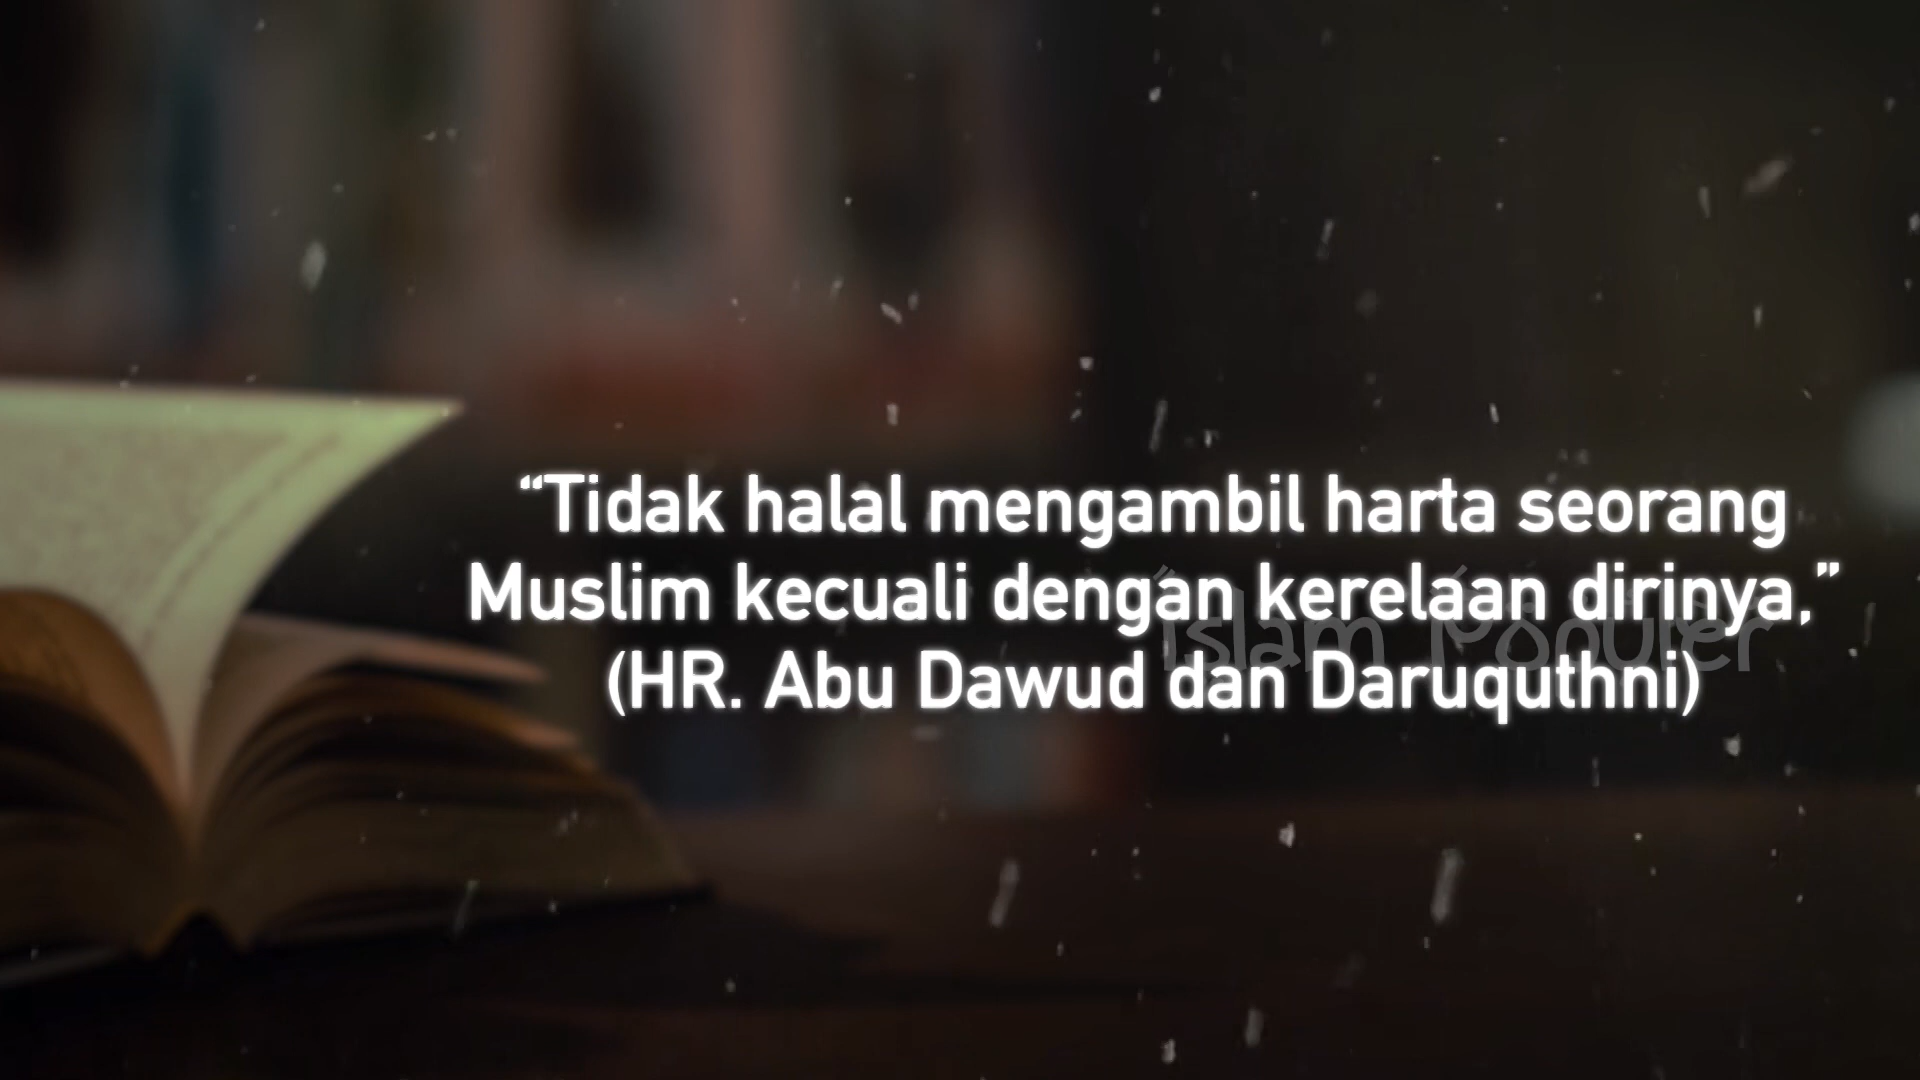 “Tidak halal mengambil harta seorang
Muslim kecuali dengan kerelaan dirinya,”
(HR. Abu Dawud dan Daruquthni)
Islam Populer